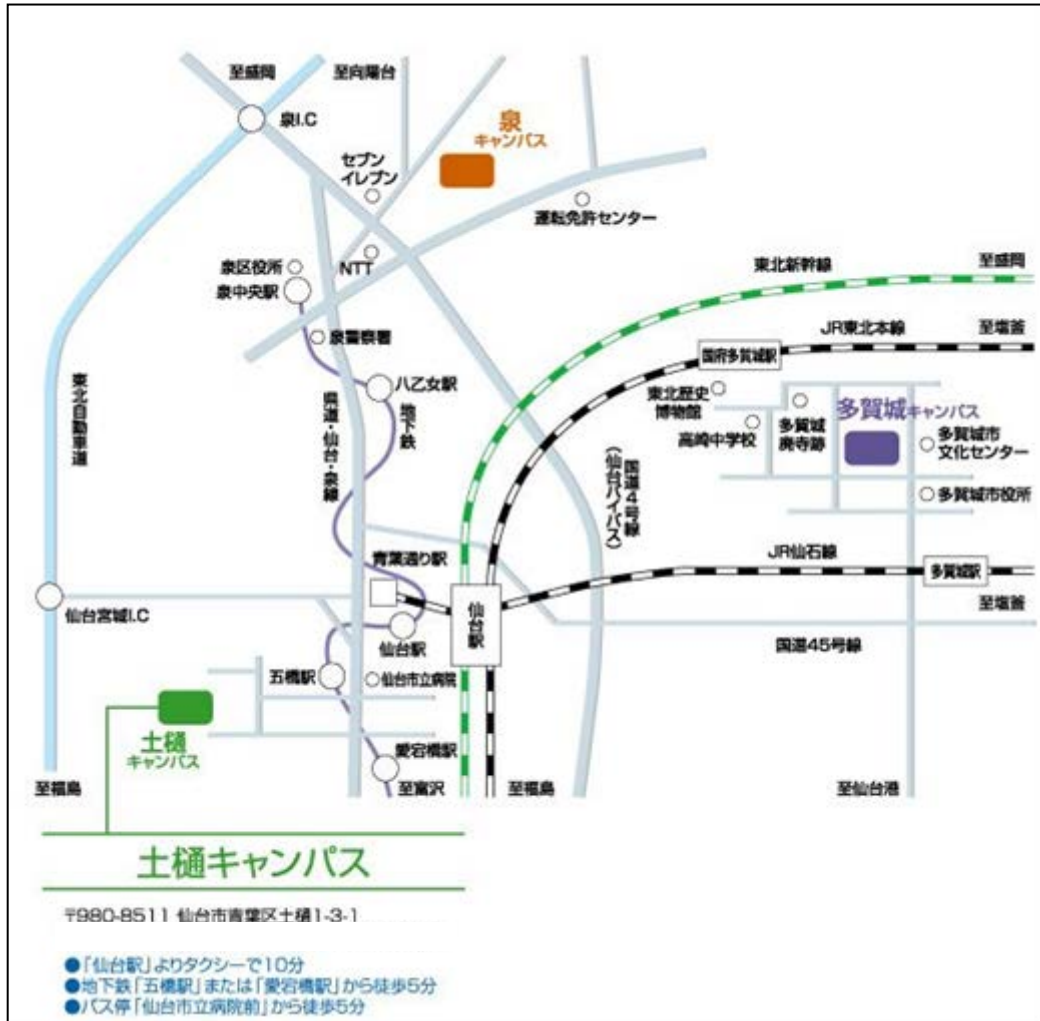 至盛岡
至向陽台
泉I.C
泉
キャンパス
セブン
イレブン
運転免許センター
泉区役所
NTT
泉中央駅
東北新幹線
至盛岡
JR東北本線
至塩釜
泉警察署
国府多賀城駅
八乙女駅
東北歴史
博物館
多賀城キャンパス
地下鉄
高崎中学校
多賀城
廃寺跡
多賀城市
文化センター
東北自動車道
県道・仙台・泉線
国道4号線
(仙台バイパス)
多賀城市役所
青葉通り駅
JR仙石線
多賀城駅
仙台宮城I.C
仙台駅
仙台駅
至塩釜
国道45号線
五橋駅
仙台市立病院
土樋
キャンパス
愛宕橋駅
至福島
至富沢
至福島
至仙台港
土樋キャンパス
〒980-8511 仙台市青葉区土樋1-3-1
●「仙台駅」よりタクシーで10分
●地下鉄「五橋駅」または「愛宕橋駅」から徒歩5分
●バス停「仙台市立病院前」から徒歩5分